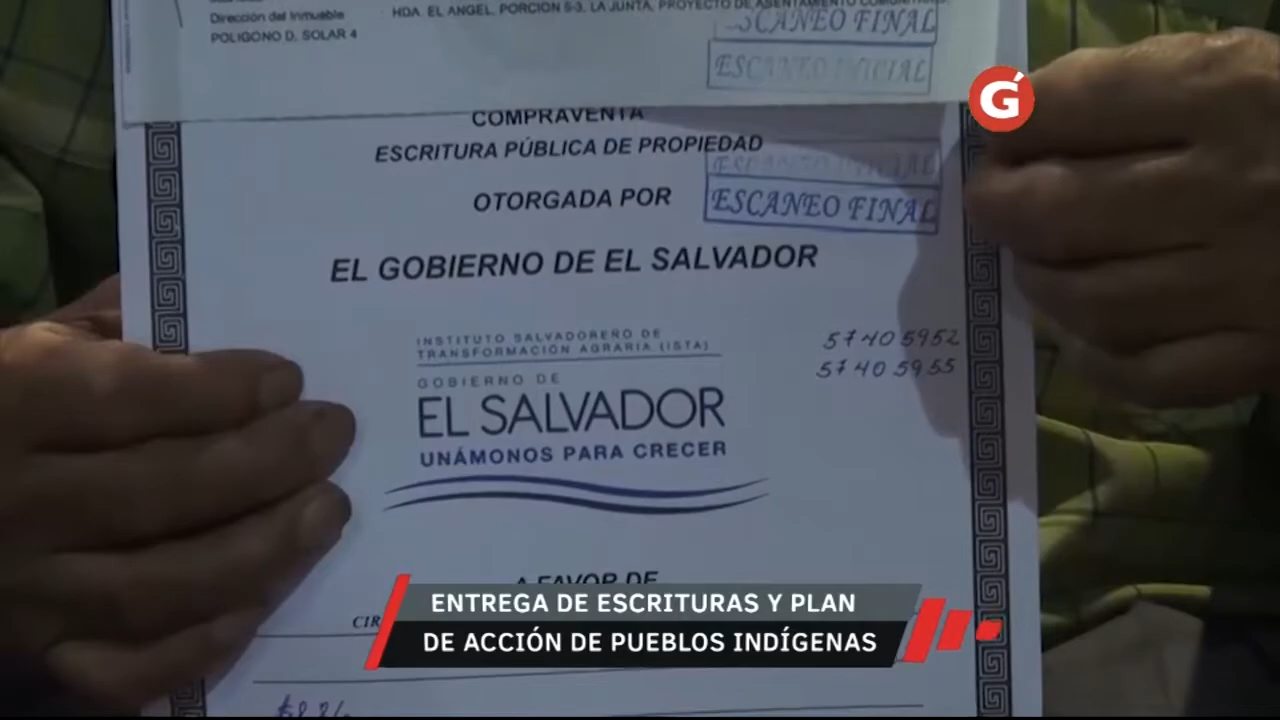 Dirección del Inmueble
POLIGONO D, SOLAR 4
HDA. EL ANGEL, PORCION 5-3, LA JUNTA, PROYECTO DE ASENTAMIENTO
ESCANEO FINAL
ESCANEO INICIAL
G
COMPRAVENTA
ESCRITURA PÚBLICA DE PROPIEDAD
ESCANEO INICIAL
OTORGADA POR
ESCANEO FINAL
EL GOBIERNO DE EL SALVADOR
INSTITUTO SALVADOREÑO DE
TRANSFORMACIÓN AGRARIA (ISTA)
57405952
57405955
GOBIERNO DE
EL SALVADOR
UNÁMONOS PARA CRECER
A FAVOR DE
CIR
ENTREGA DE ESCRITURAS Y PLAN
DE ACCIÓN DE PUEBLOS INDÍGENAS